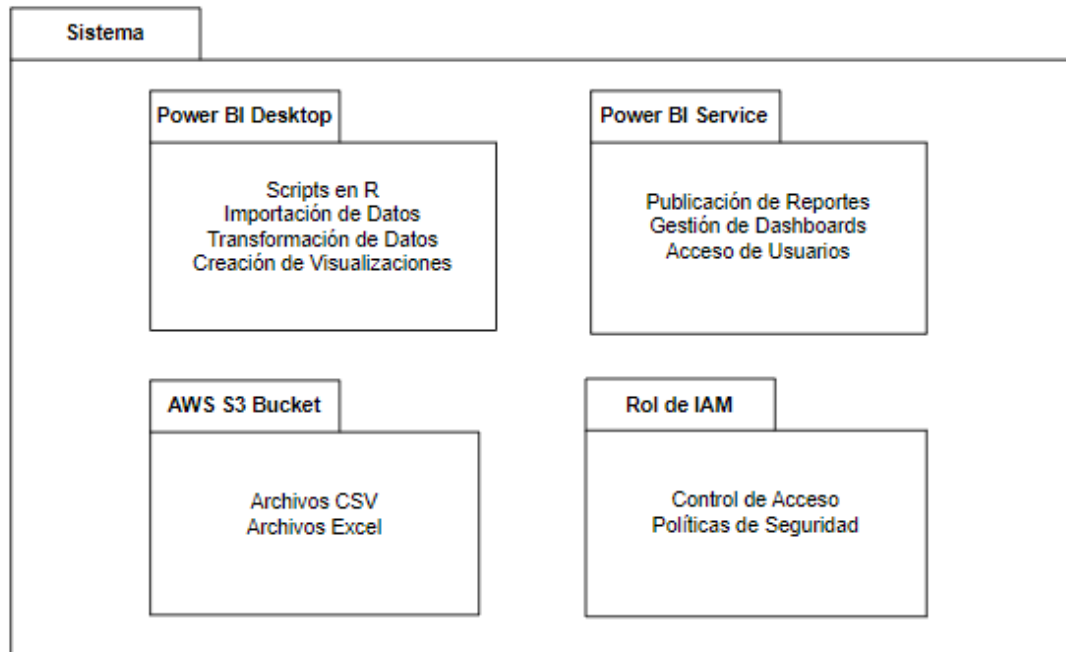 Sistema
Power BI Desktop
Scripts en R
Importación de Datos
Transformación de Datos
Creación de Visualizaciones
Power BI Service
Publicación de Reportes
Gestión de Dashboards
Acceso de Usuarios
AWS S3 Bucket
Archivos CSV
Archivos Excel
Rol de IAM
Control de Acceso
Políticas de Seguridad